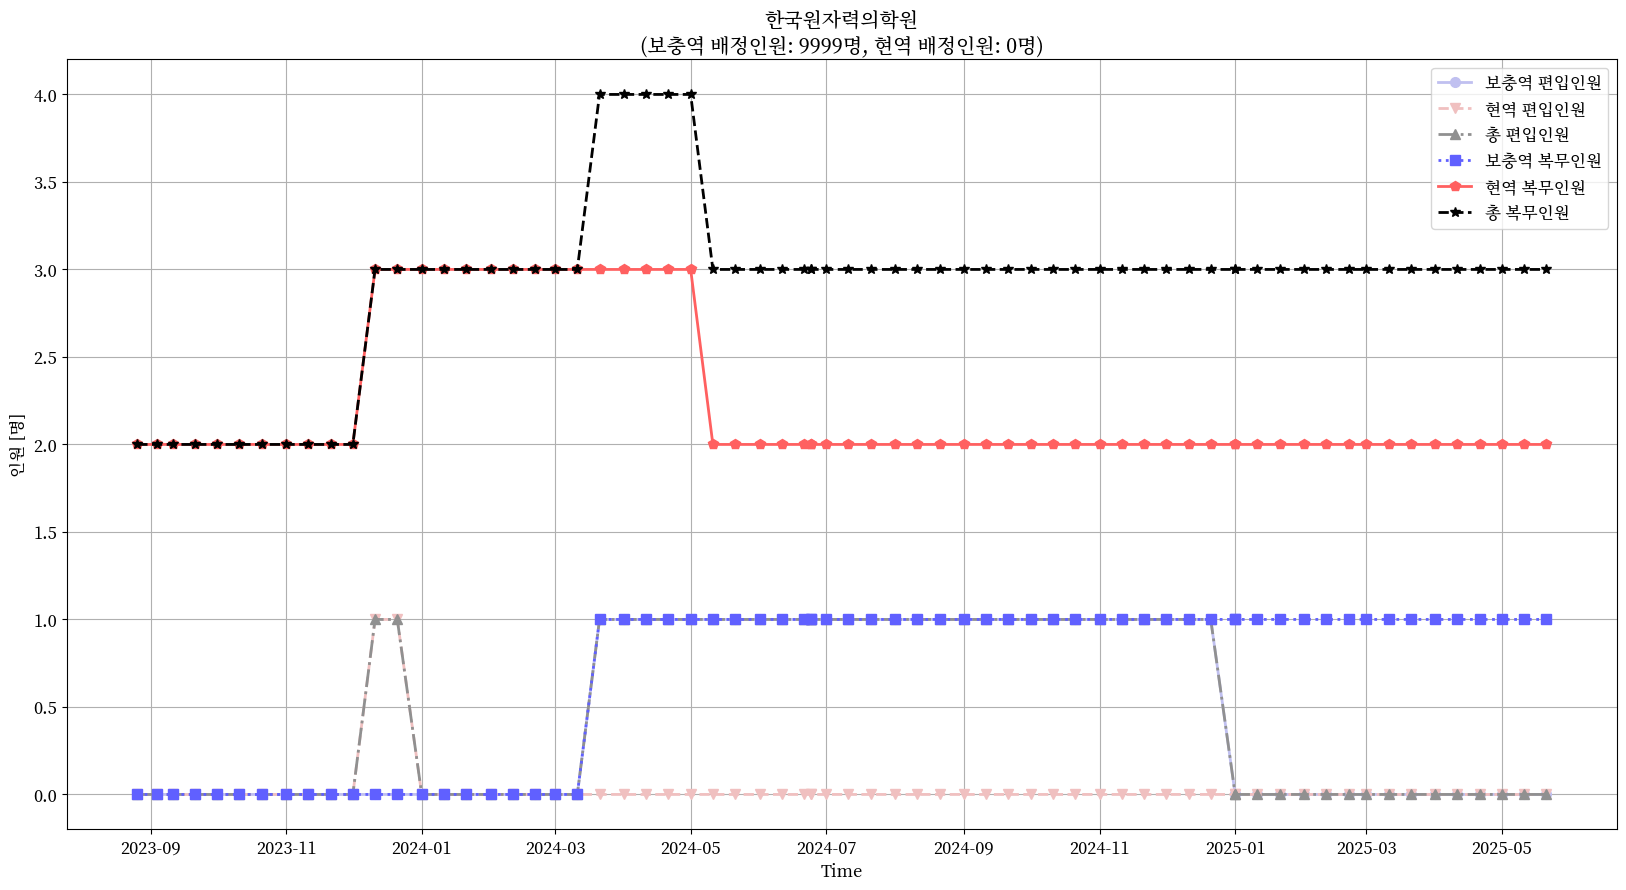 한국원자력의학원
(보충역 배정인원: 9999명, 현역 배정인원: 0명)
보충역 편입인원
현역 편입인원
총 편입인원
보충역 복무인원
현역 복무인원
총 복무인원
인원 [명]
4.0
3.5
3.0
2.5
2.0
1.5
1.0
0.5
0.0
2023-09
2023-11
2024-01
2024-03
2024-05
2024-07
2024-09
2024-11
2025-01
2025-03
2025-05
Time